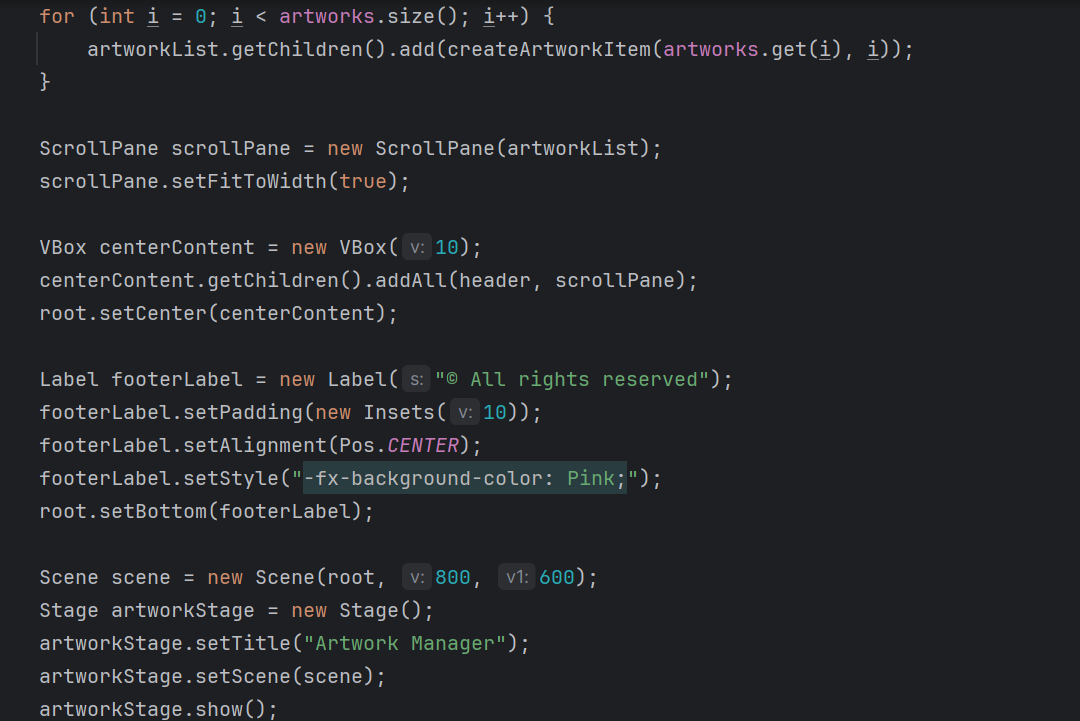 for (int i = 0; i < artworks.size(); i++) {
    artworkList.getChildren().add(createArtworkItem(artworks.get(i), i));
}
ScrollPane scrollPane = new ScrollPane(artworkList);
scrollPane.setFitToWidth(true);
VBox centerContent = new VBox( v: 10);
centerContent.getChildren().addAll(header, scrollPane);
root.setCenter(centerContent);
Label footerLabel = new Label( s: "© All rights reserved");
footerLabel.setPadding(new Insets( v: 10));
footerLabel.setAlignment(Pos.CENTER);
footerLabel.setStyle("-fx-background-color: Pink;");
root.setBottom(footerLabel);
Scene scene = new Scene(root, v: 800, v1: 600);
Stage artworkStage = new Stage();
artworkStage.setTitle("Artwork Manager");
artworkStage.setScene(scene);
artworkStage.show();